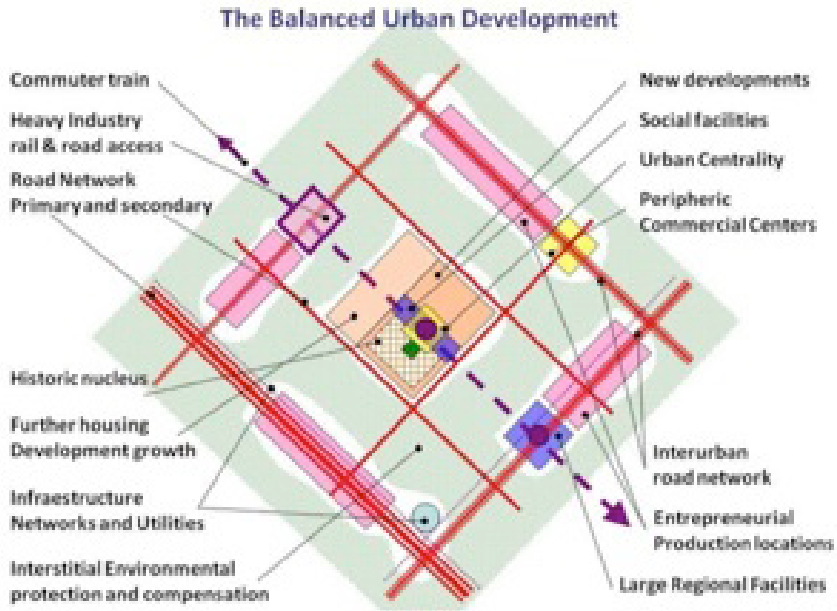 The Balanced Urban Development
Commuter train
Heavy Industry
rail & road access
Road Network
Primary and secondary
Historic nucleus
Further housing
Development growth
Infraestructure
Networks and Utilities
Interstitial Environmental
protection and compensation
New developments
Social facilities
Urban Centrality
Peripheric
Commercial Centers
Interurban
road network
Entrepreneurial
Production locations
Large Regional Facilities